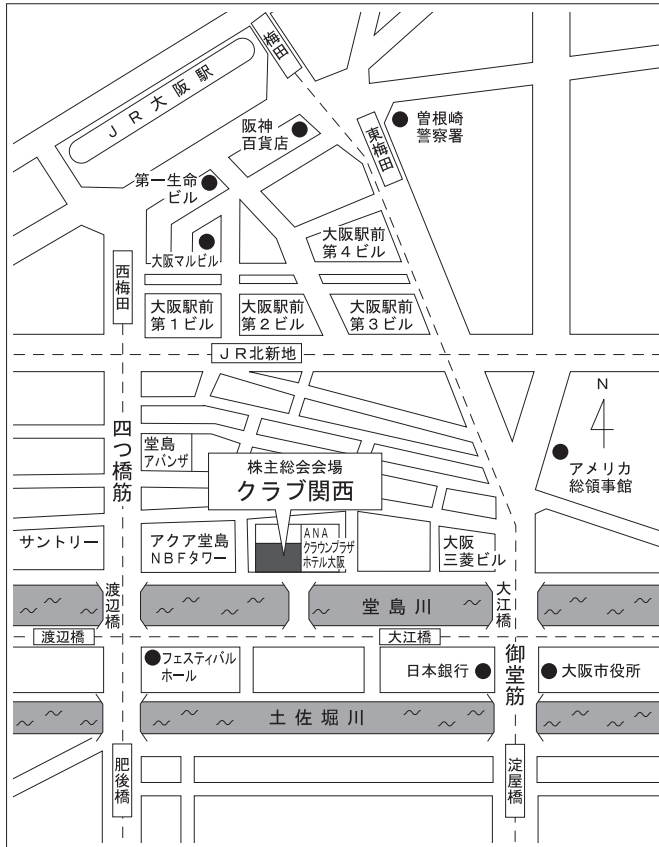 梅田
JR大阪駅
阪神
百貨店
東梅田
曽根崎
警察署
第一生命
ビル
大阪マルビル
大阪駅前
第4ビル
西梅田
大阪駅前
第1ビル
大阪駅前
第2ビル
大阪駅前
第3ビル
JR北新地
N
四つ橋筋
堂島
アバンザ
株主総会会場
クラブ関西
アメリカ
総領事館
サントリー
アクア堂島
NBFタワー
ANA
クラウンプラザ
ホテル大阪
大阪
三菱ビル
渡辺橋
堂島川
大江橋
渡辺橋
大江橋
フェスティバル
ホール
日本銀行
御堂筋
大阪市役所
土佐堀川
肥後橋
淀屋橋